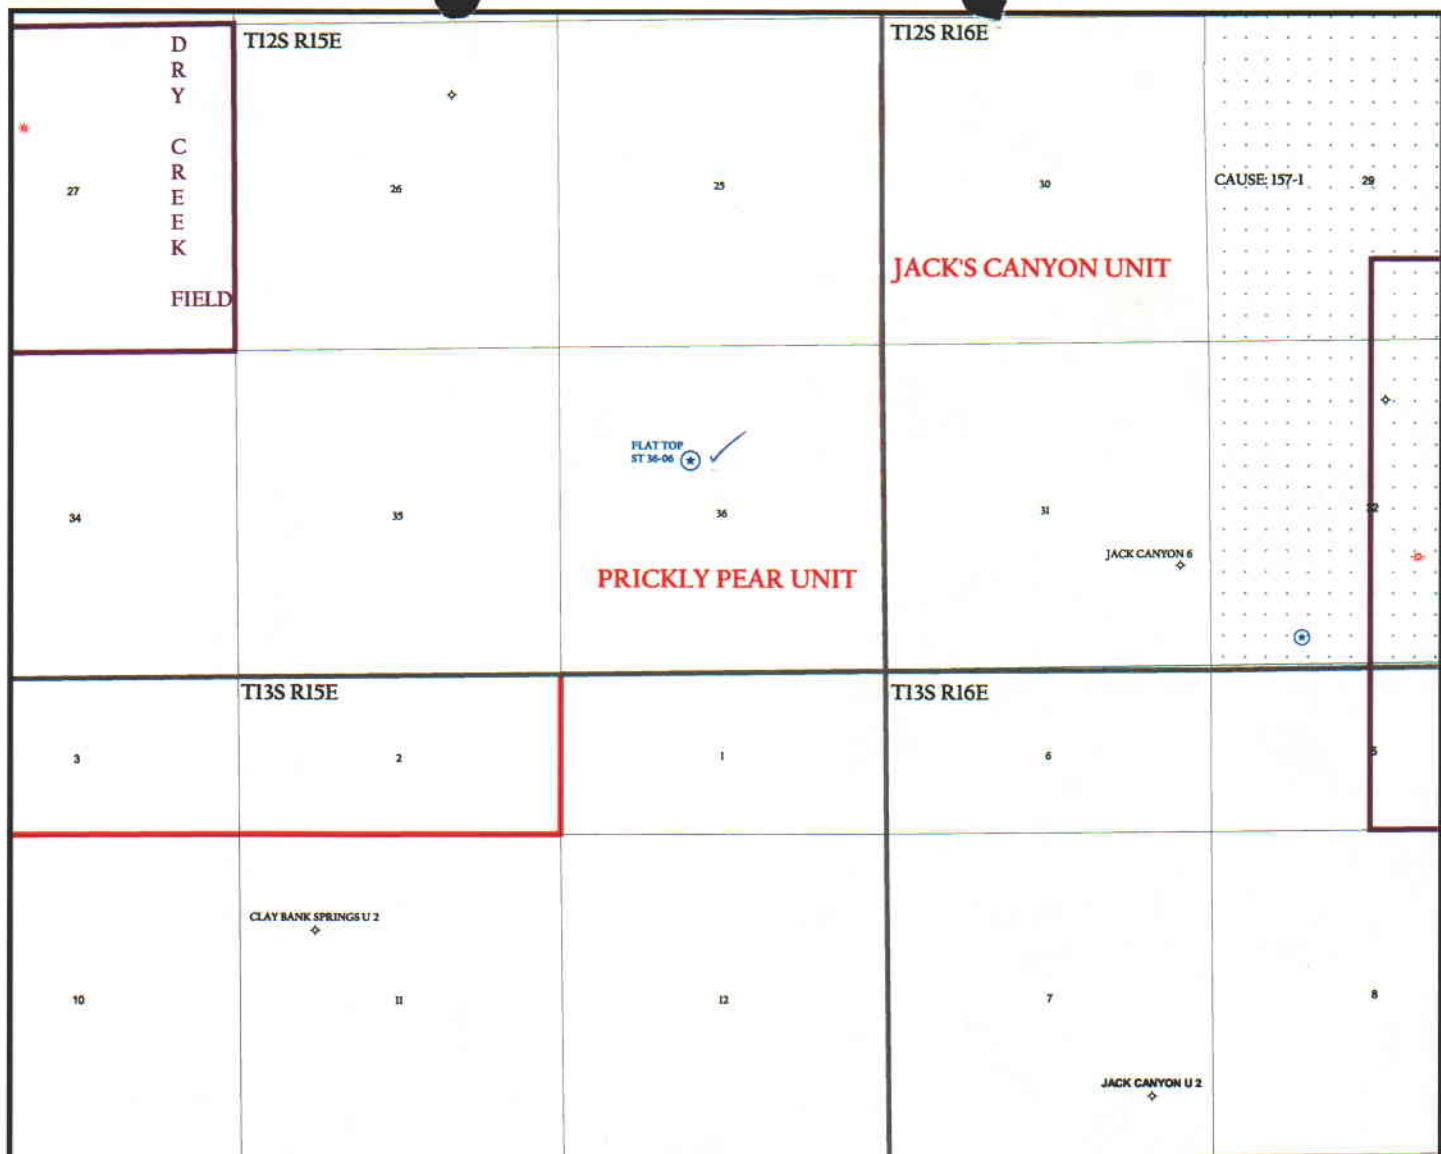 D
R
Y
C
R
E
E
K
FIELD
T12S R15E
T12S R16E
27
26
25
30
CAUSE: 157-1
29
JACK'S CANYON UNIT
FLAT TOP
ST 36-06
34
35
36
31
32
JACK CANYON 6
PRICKLY PEAR UNIT
T13S R15E
T13S R16E
3
2
1
6
5
CLAY BANK SPRINGS U 2
10
11
12
7
8
JACK CANYON U 2